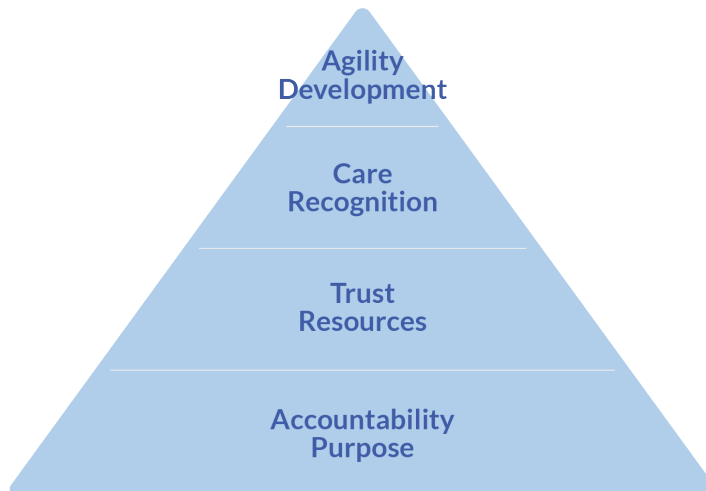 Agility
Development
Care
Recognition
Trust
Resources
Accountability
Purpose